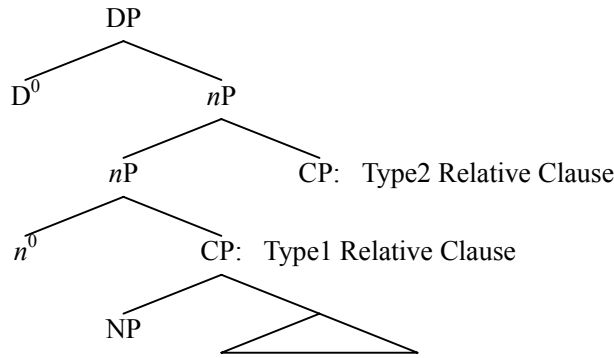 DP
D⁰ nP
nP CP: Type2 Relative Clause
n⁰ CP: Type1 Relative Clause
NP